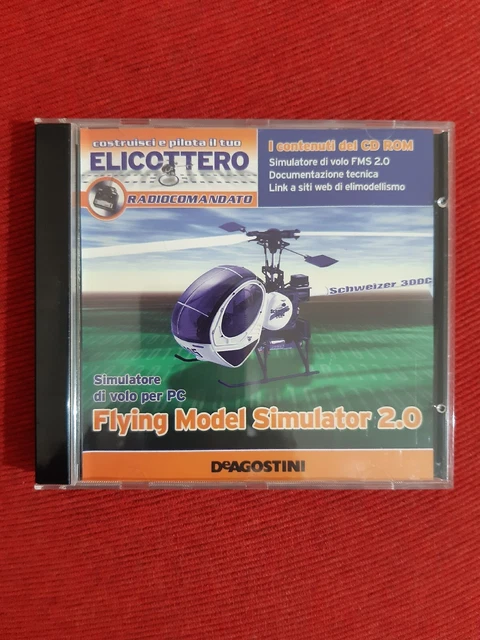 costruisci e pilota il tuo
ELICOTTERO
RADIOCOMANDATO
I contenuti del CD ROM
Simulatore di volo FMS 2.0
Documentazione tecnica
Link a siti web di elimodellismo
Schweizer 300C
Simulatore
di volo per PC
Flying Model Simulator 2.0
DeAGOSTINI